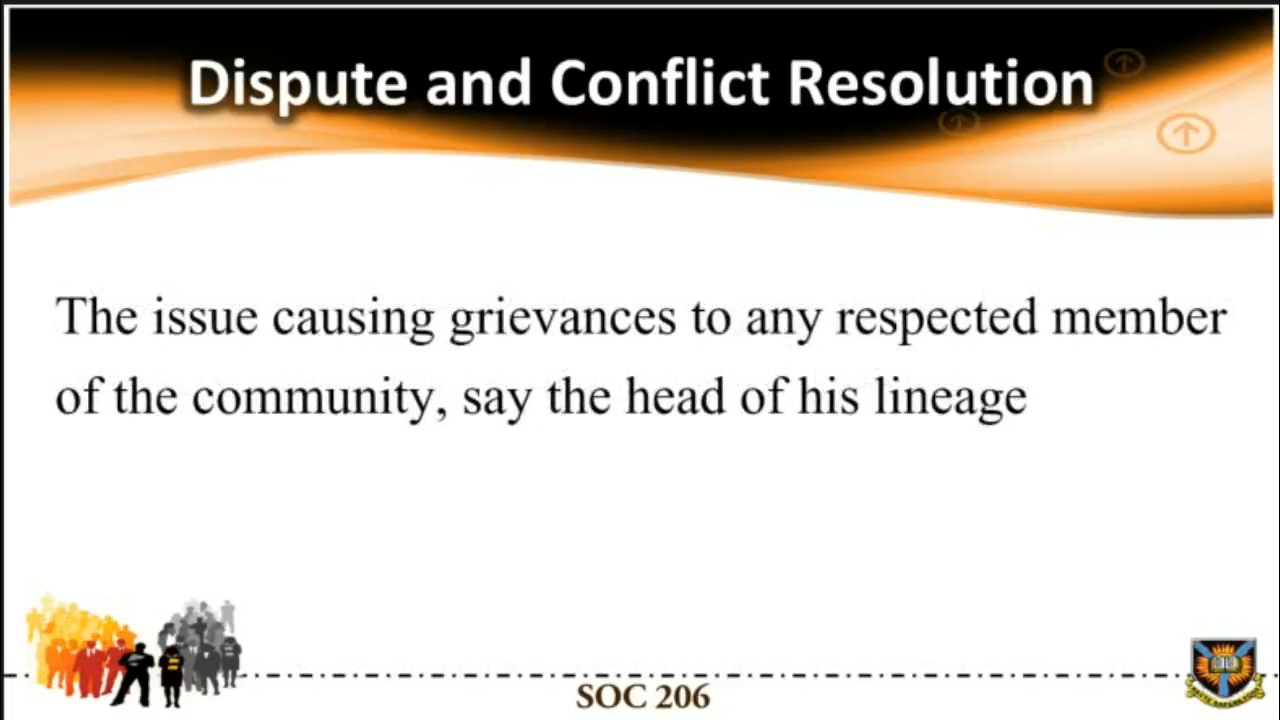 Dispute and Conflict Resolution
The issue causing grievances to any respected member
of the community, say the head of his lineage
SOC 206